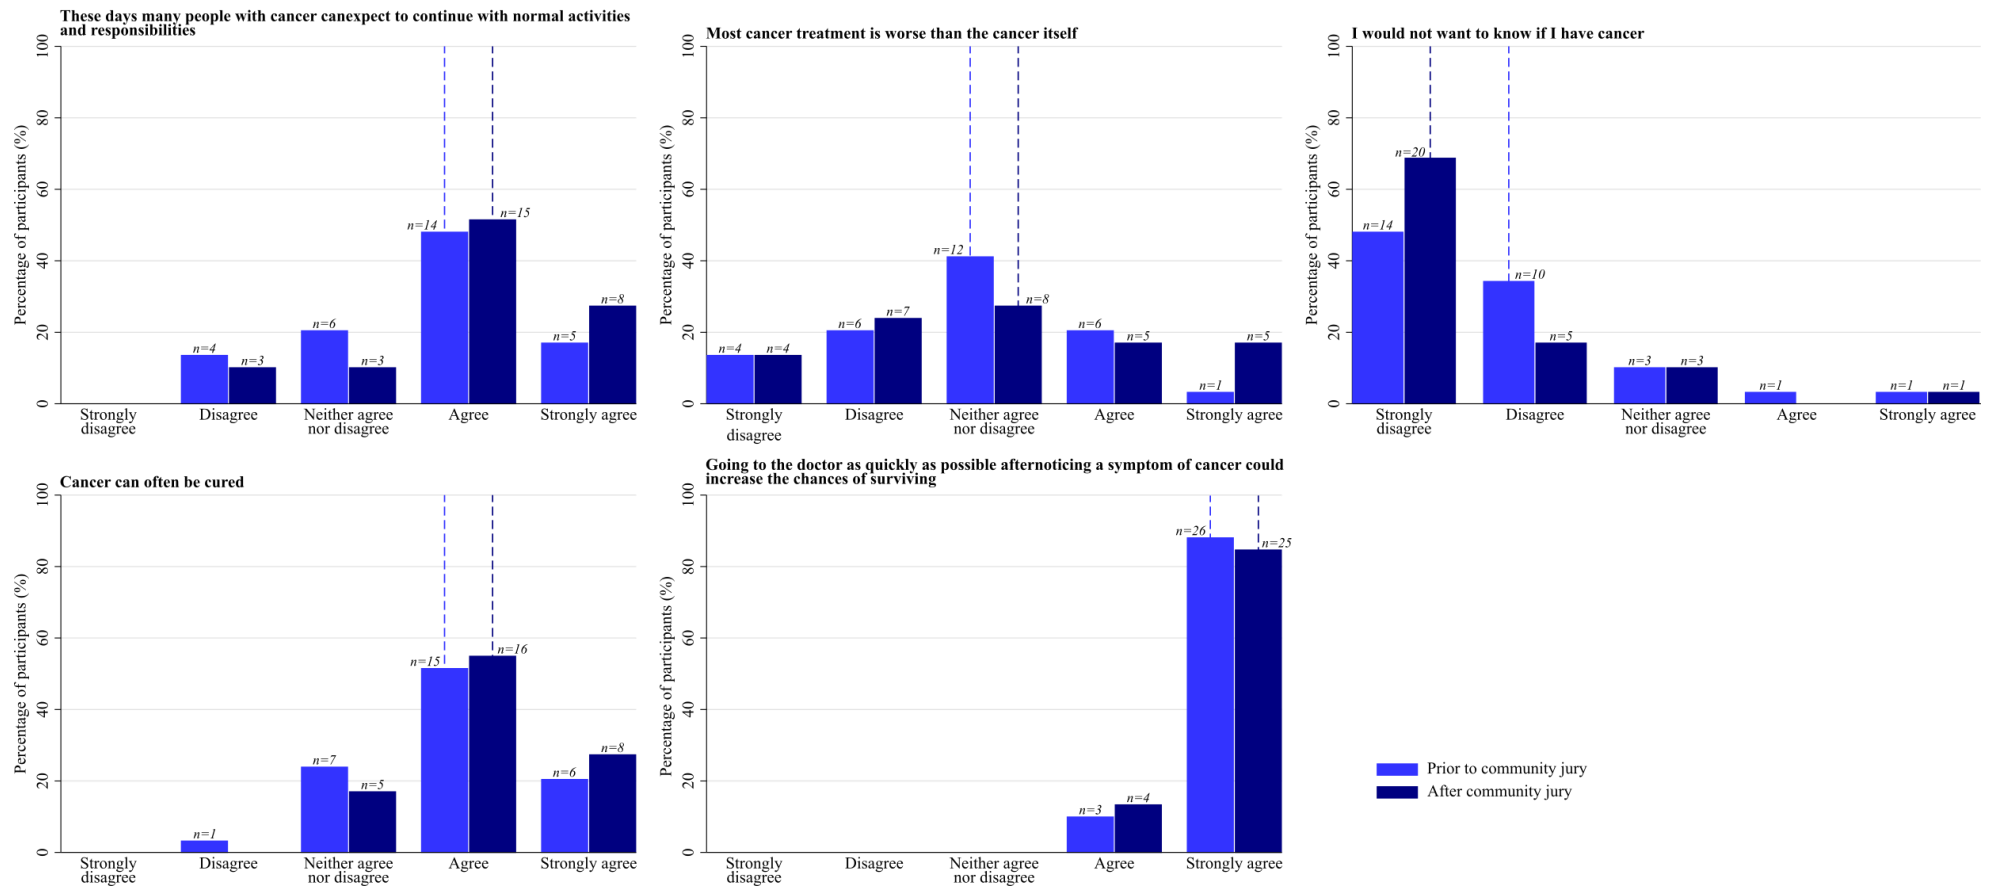 These days many people with cancer canexpect to continue with normal activities
and responsibilities
Percentage of participants (%)
0
20
40
60
80
100
n=4
n=3
n=6
n=3
n=14
n=15
n=5
n=8
Strongly
disagree
Disagree
Neither agree
nor disagree
Agree
Strongly agree
Most cancer treatment is worse than the cancer itself
Percentage of participants (%)
0
20
40
60
80
100
n=4
n=4
n=6
n=7
n=12
n=8
n=6
n=5
n=1
n=5
Strongly
disagree
Disagree
Neither agree
nor disagree
Agree
Strongly agree
I would not want to know if I have cancer
Percentage of participants (%)
0
20
40
60
80
100
n=14
n=20
n=10
n=5
n=3
n=3
n=1
n=1
n=1
Strongly
disagree
Disagree
Neither agree
nor disagree
Agree
Strongly agree
Cancer can often be cured
Percentage of participants (%)
0
20
40
60
80
100
n=1
n=7
n=5
n=15
n=16
n=6
n=8
Strongly
disagree
Disagree
Neither agree
nor disagree
Agree
Strongly agree
Going to the doctor as quickly as possible afternoticing a symptom of cancer could
increase the chances of surviving
Percentage of participants (%)
0
20
40
60
80
100
n=3
n=4
n=26
n=25
Strongly
disagree
Disagree
Neither agree
nor disagree
Agree
Strongly agree
Prior to community jury
After community jury